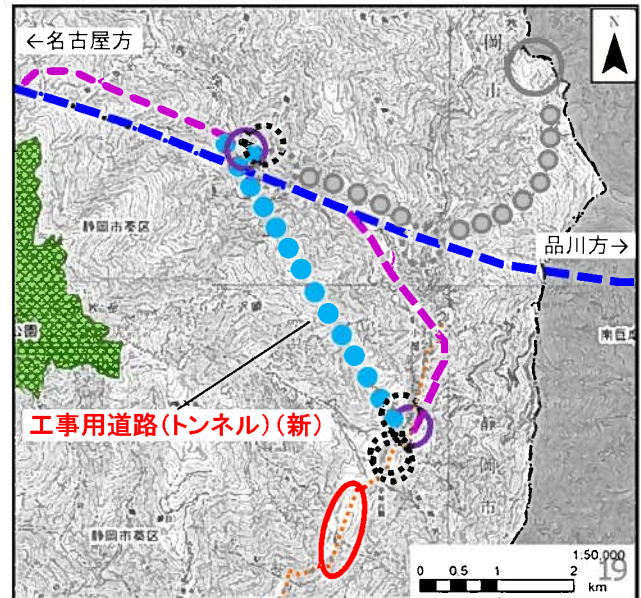 ←名古屋方
N
静岡市葵区
品川方→
公園
工事用道路(トンネル)(新)
静岡市
静岡市葵区
1:50,000
0 0.5 1 2
km
19